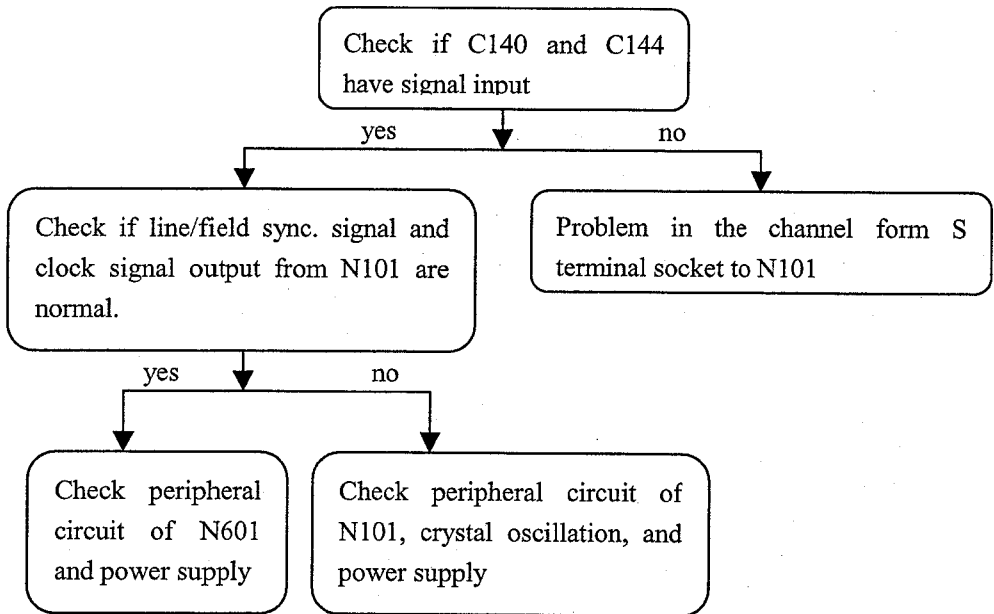 Check if C140 and C144
have signal input
yes
no
Check if line/field sync. signal and
clock signal output from N101 are
normal.
Problem in the channel form S
terminal socket to N101
yes
no
Check peripheral
circuit of N601
and power supply
Check peripheral circuit of
N101, crystal oscillation, and
power supply